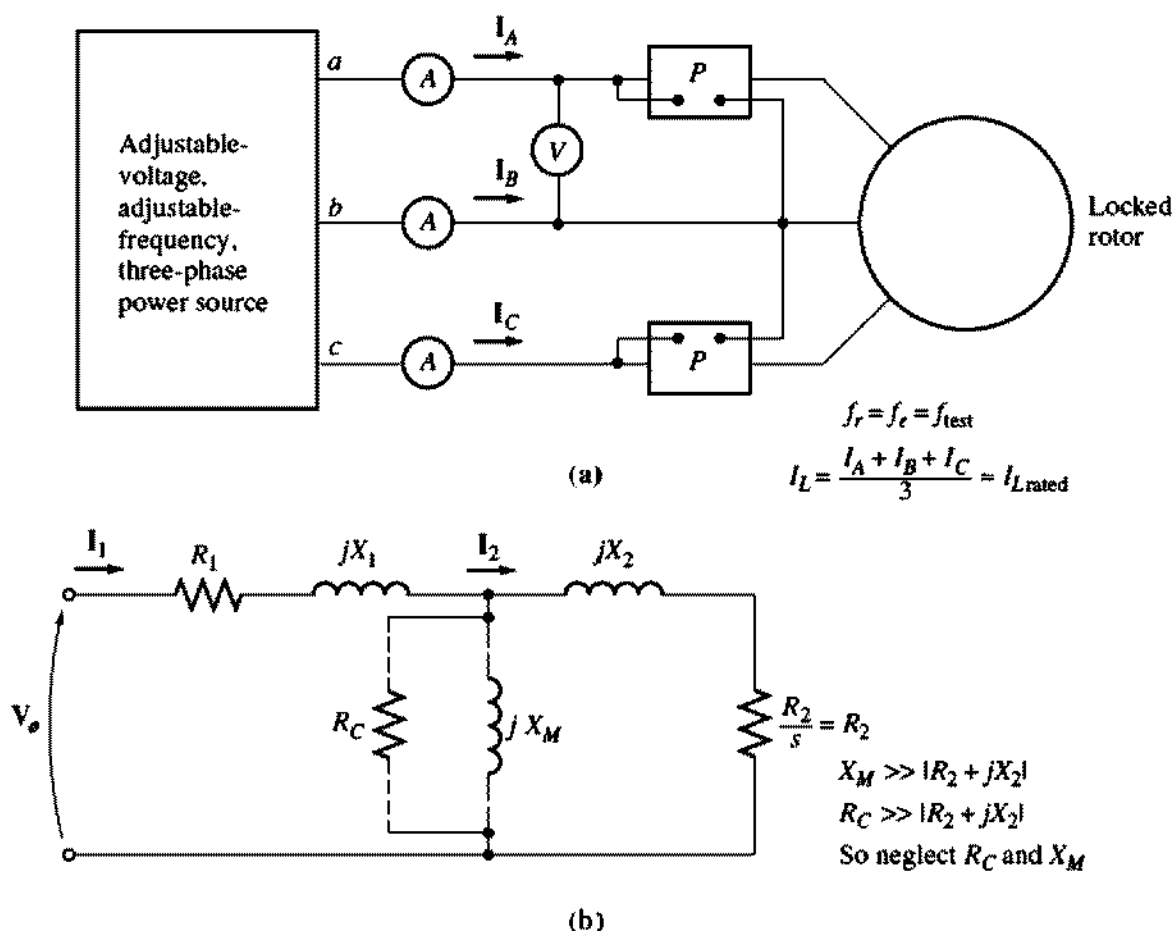 I_A
a
A
P
Adjustable-
voltage,
adjustable-
frequency,
three-phase
power source
V
I_B
b
A
Locked
rotor
I_C
c
A
P
f_r = f_e = f_test
(a)
I_L = (I_A + I_B + I_C)/3 = I_L rated
I_1
R_1
jX_1
I_2
jX_2
V_ø
R_C
j X_M
R_2/s = R_2
X_M >> |R_2 + jX_2|
R_C >> |R_2 + jX_2|
So neglect R_C and X_M
(b)